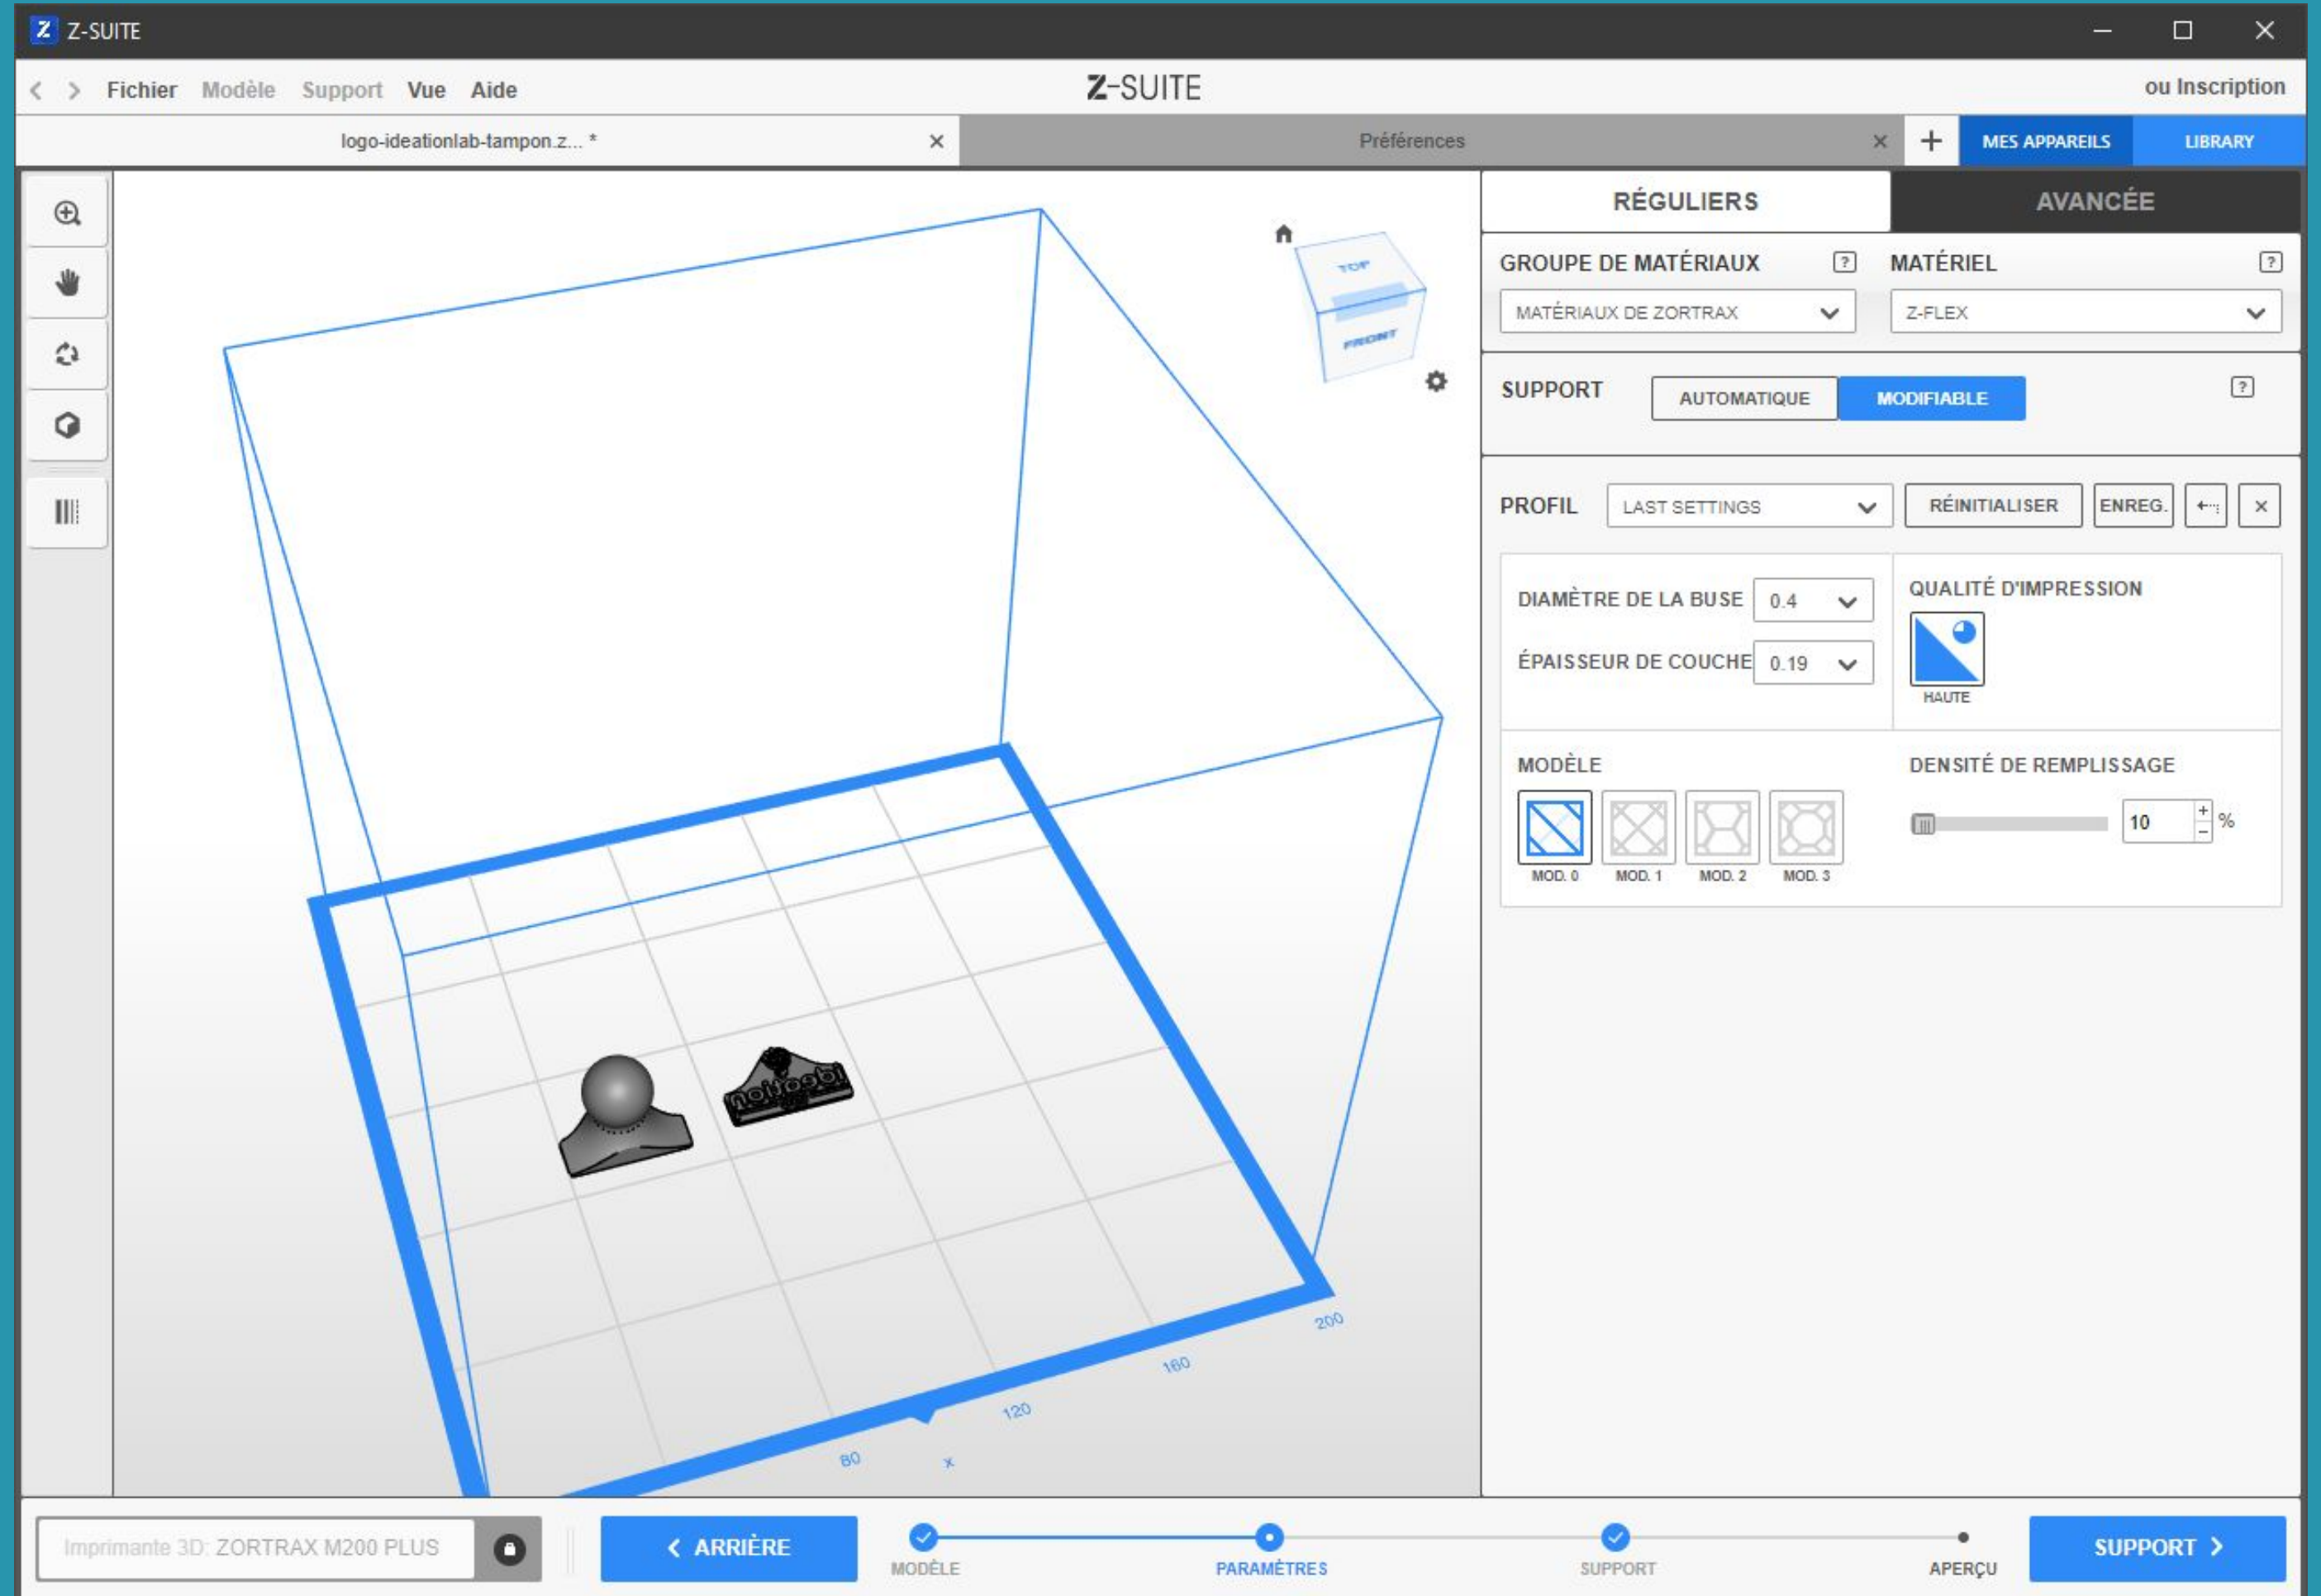 Z-SUITE
Fichier Modèle Support Vue Aide
Z-SUITE
ou Inscription
logo-ideationlab-tampon.z... *
Préférences
MES APPAREILS
LIBRARY
RÉGULIERS
AVANCÉE
GROUPE DE MATÉRIAUX ?
MATÉRIEL ?
MATÉRIAUX DE ZORTRAX
Z-FLEX
SUPPORT
AUTOMATIQUE
MODIFIABLE
?
PROFIL
LAST SETTINGS
RÉINITIALISER
ENREG.
DIAMÈTRE DE LA BUSE 0.4
ÉPAISSEUR DE COUCHE 0.19
QUALITÉ D'IMPRESSION
HAUTE
MODÈLE
MOD. 0 MOD. 1 MOD. 2 MOD. 3
DENSITÉ DE REMPLISSAGE
10 %
TOP
FRONT
Ideation
200
160
120
80
x
Imprimante 3D: ZORTRAX M200 PLUS
ARRIÈRE
MODÈLE
PARAMÈTRES
SUPPORT
APERÇU
SUPPORT